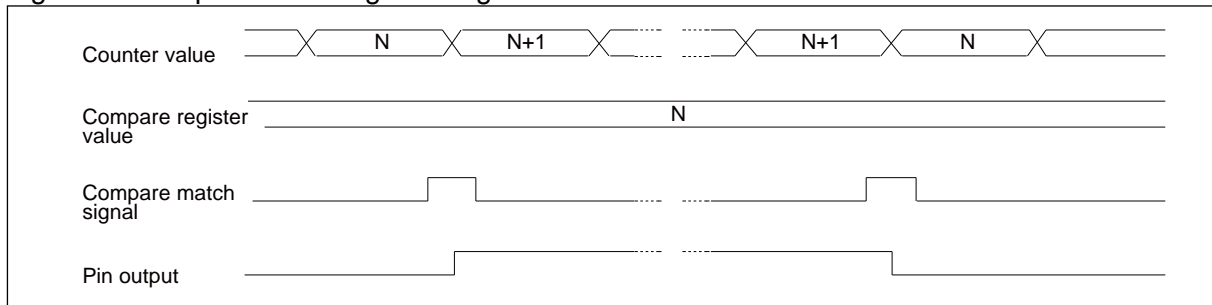 Counter value
N
N+1
N+1
N
Compare register
value
N
Compare match
signal
Pin output